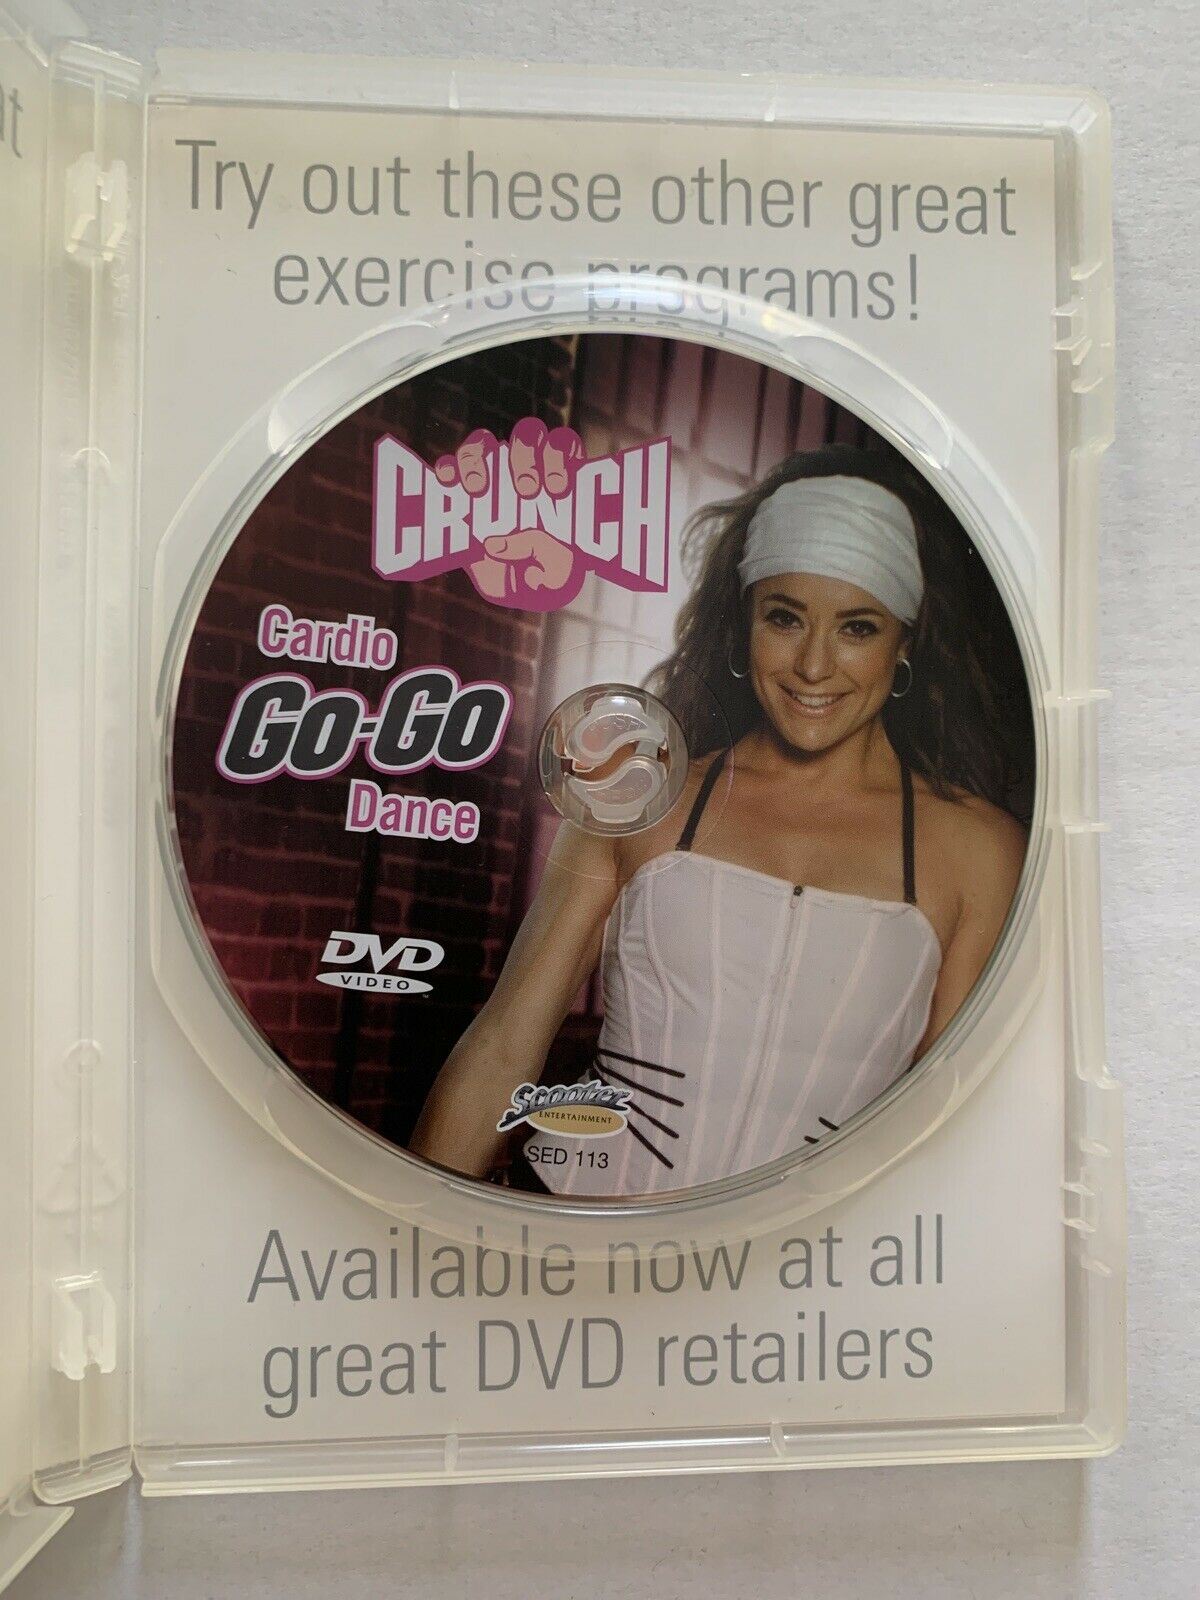 Try out these other great
exercise programs!
CRUNCH
Cardio
Go-Go
Dance
DVD
VIDEO
TM
Scooter
ENTERTAINMENT
SED 113
Available now at all
great DVD retailers